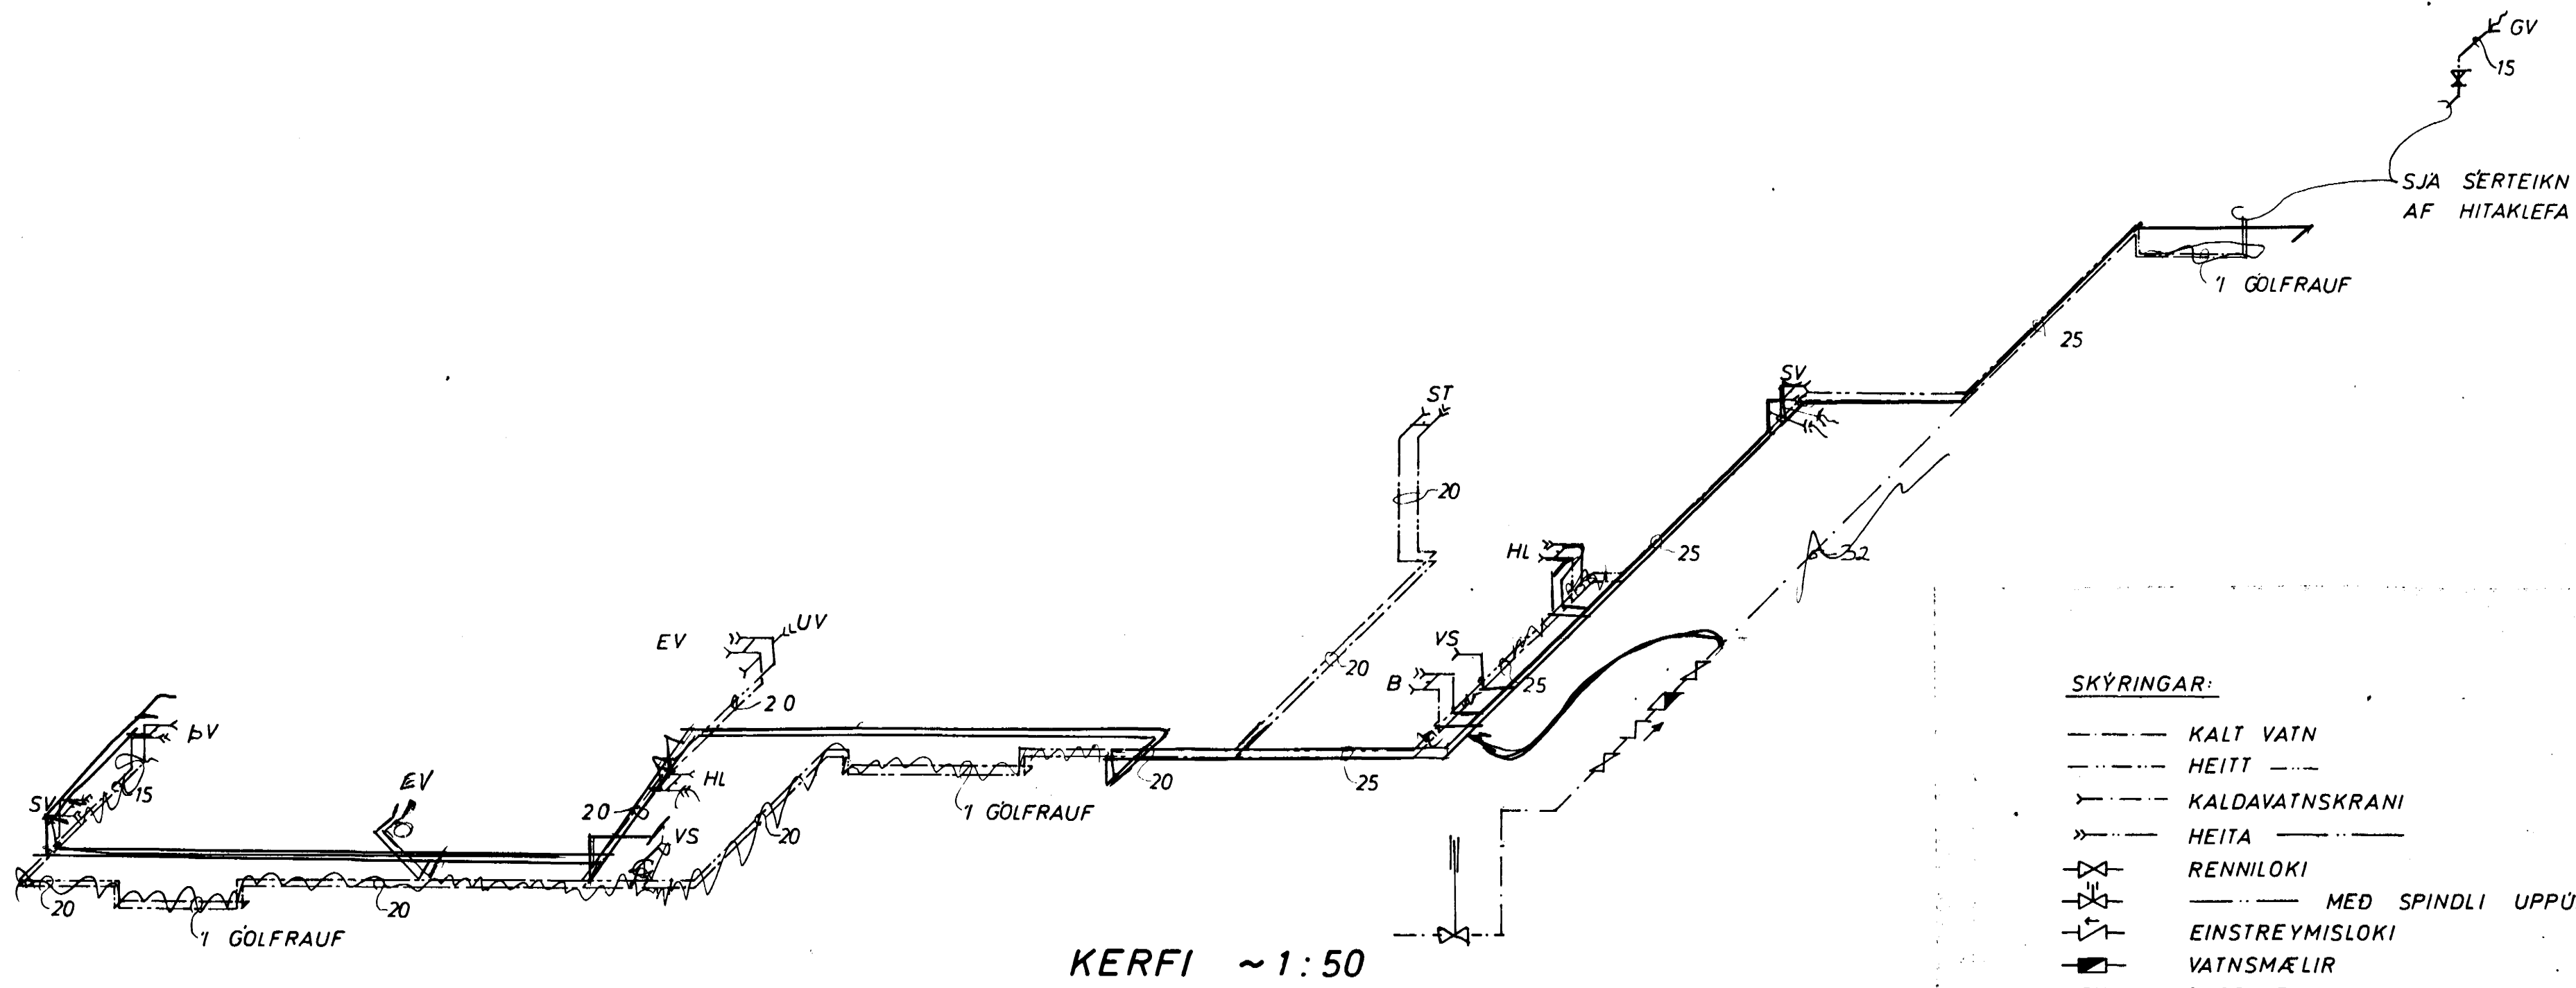 GV
15
SJÁ SÉRTEIKN
AF HITAKLEFA
Í GÓLFRAUF
25
SV
ST
20
HL
25
32
20
VS
B
25
EV
UV
20
ÞV
15
SV
EV
HL
20
VS
20
25
Í GÓLFRAUF
20
20
20
Í GÓLFRAUF
KERFI ~1:50
SKÝRINGAR:
KALT VATN
HEITT
KALDAVATNSKRANI
HEITA
RENNILOKI
MEÐ SPINDLI UPPÚ
EINSTREYMISLOKI
VATNSMÆLIR